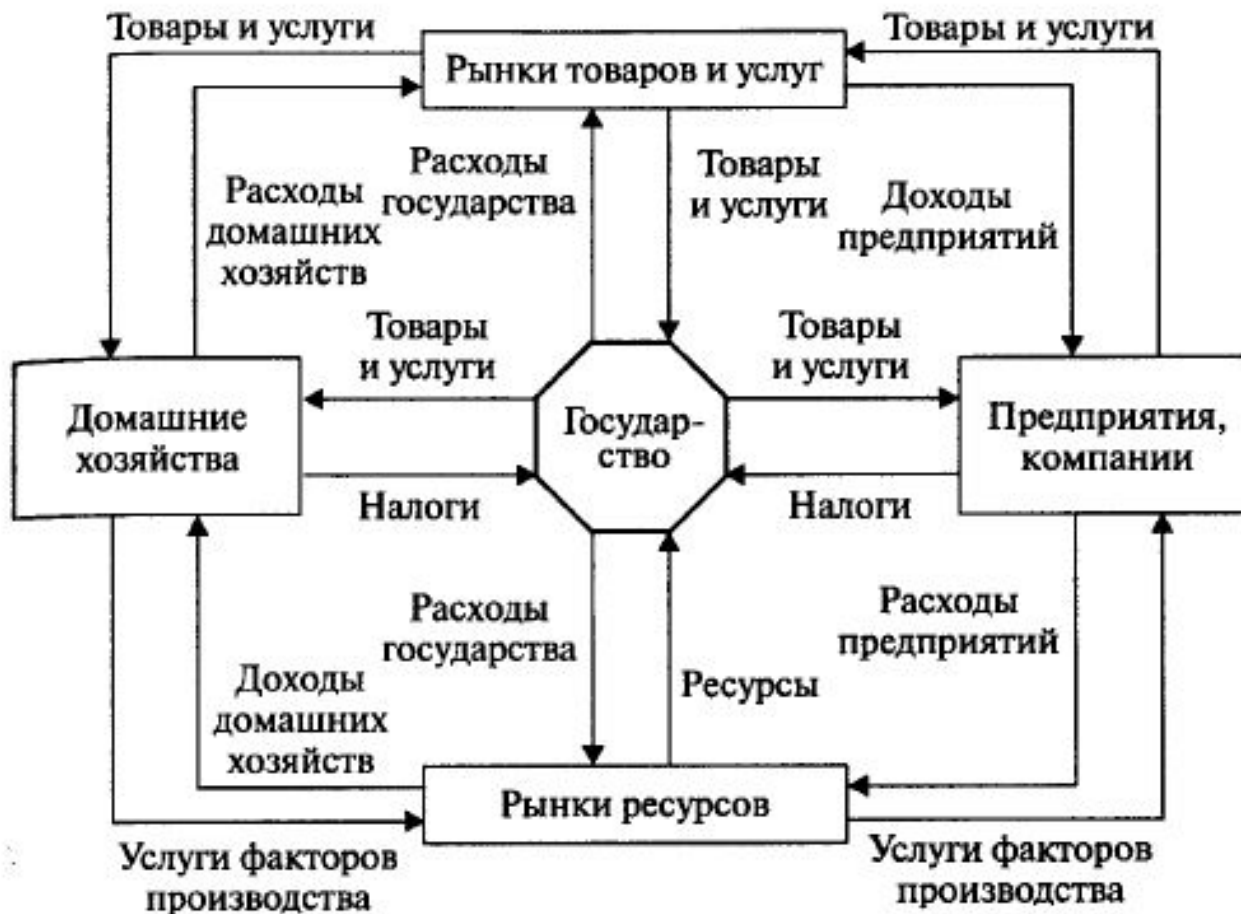 Товары и услуги
Товары и услуги
Рынки товаров и услуг
Расходы
государства
Товары
и услуги
Расходы
домашних
хозяйств
Доходы
предприятий
Товары
и услуги
Товары
и услуги
Домашние
хозяйства
Государ-
ство
Предприятия,
компании
Налоги
Налоги
Расходы
государства
Расходы
предприятий
Доходы
домашних
хозяйств
Ресурсы
Рынки ресурсов
Услуги факторов
производства
Услуги факторов
производства